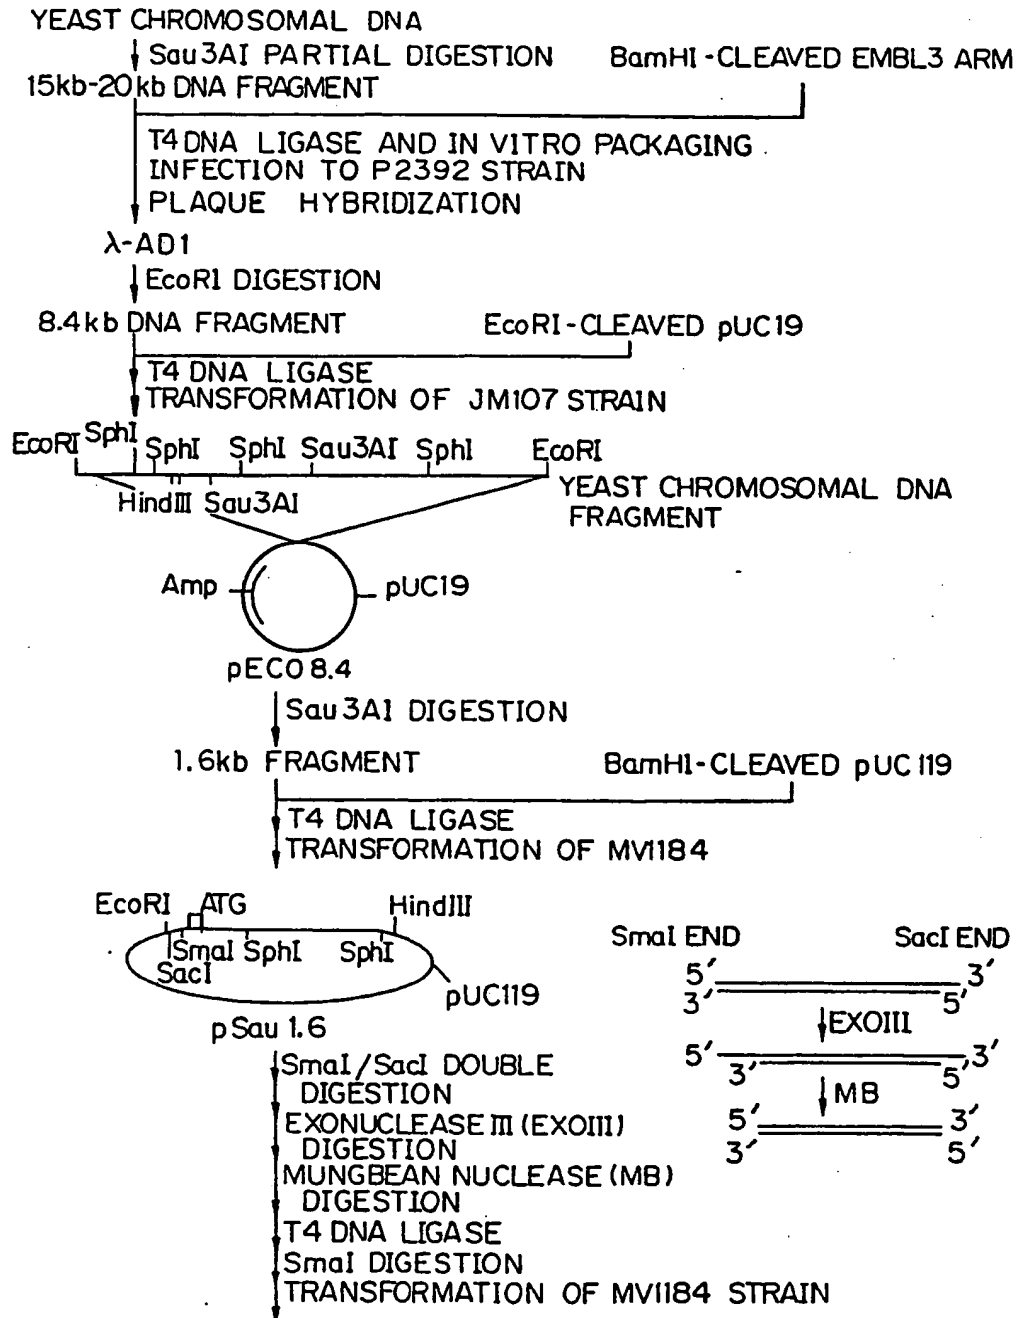 YEAST CHROMOSOMAL DNA
Sau3AI PARTIAL DIGESTION
BamHI-CLEAVED EMBL3 ARM
15kb-20kb DNA FRAGMENT
T4 DNA LIGASE AND IN VITRO PACKAGING
INFECTION TO P2392 STRAIN
PLAQUE HYBRIDIZATION
λ-AD1
EcoRI DIGESTION
8.4kb DNA FRAGMENT
EcoRI-CLEAVED pUC19
T4 DNA LIGASE
TRANSFORMATION OF JM107 STRAIN
EcoRI SphI SphI SphI Sau3AI SphI EcoRI
HindIII Sau3AI
YEAST CHROMOSOMAL DNA
FRAGMENT
Amp
pUC19
pECO 8.4
Sau3AI DIGESTION
1.6kb FRAGMENT
BamHI-CLEAVED pUC119
T4 DNA LIGASE
TRANSFORMATION OF MV1184
EcoRI ATG HindIII
SmaI SphI SphI
SacI
pUC119
pSau 1.6
SmaI END SacI END
5' 3'
3' 5'
EXOIII
5' 3'
3' 5'
MB
5' 3'
3' 5'
SmaI/SacI DOUBLE
DIGESTION
EXONUCLEASE III (EXOIII)
DIGESTION
MUNGBEAN NUCLEASE (MB)
DIGESTION
T4 DNA LIGASE
SmaI DIGESTION
TRANSFORMATION OF MV1184 STRAIN